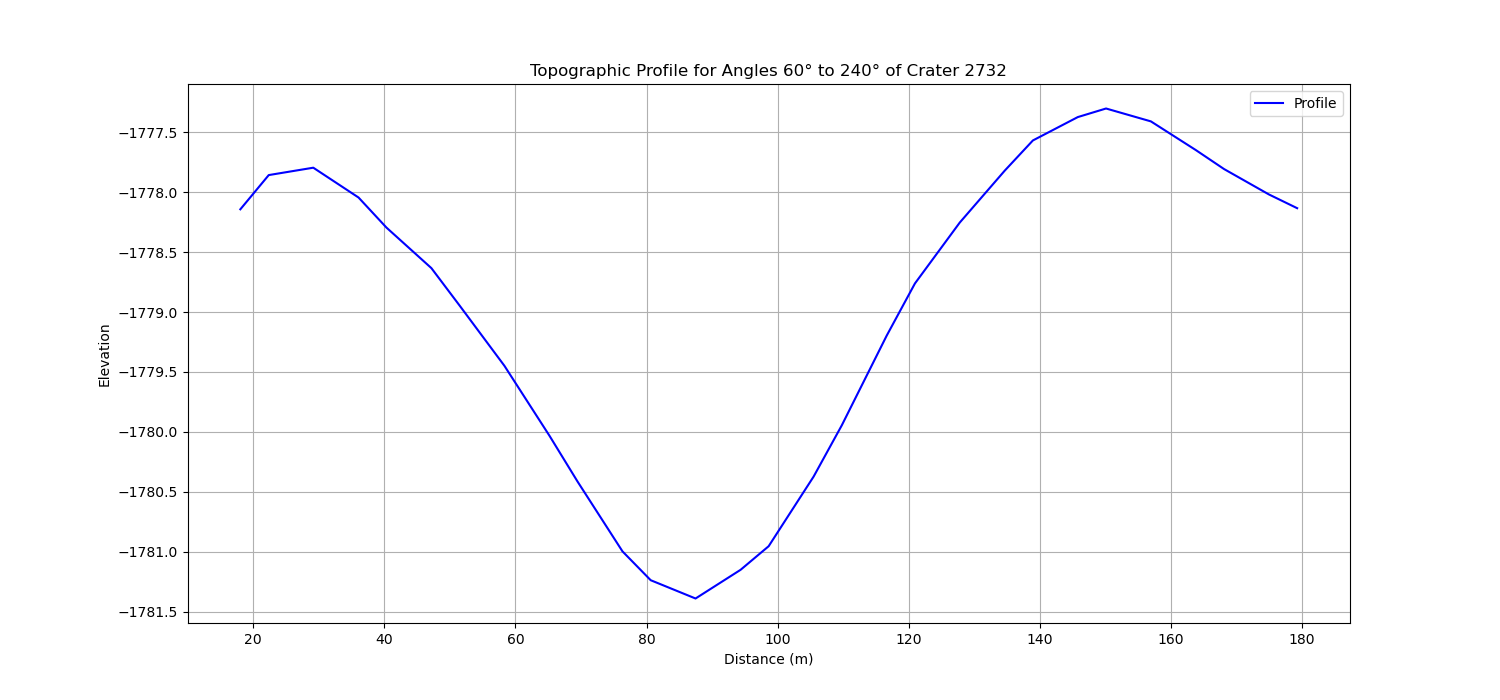 Topographic Profile for Angles 60° to 240° of Crater 2732
Profile
−1777.5
−1778.0
−1778.5
−1779.0
−1779.5
−1780.0
−1780.5
−1781.0
−1781.5
Elevation
20 40 60 80 100 120 140 160 180
Distance (m)